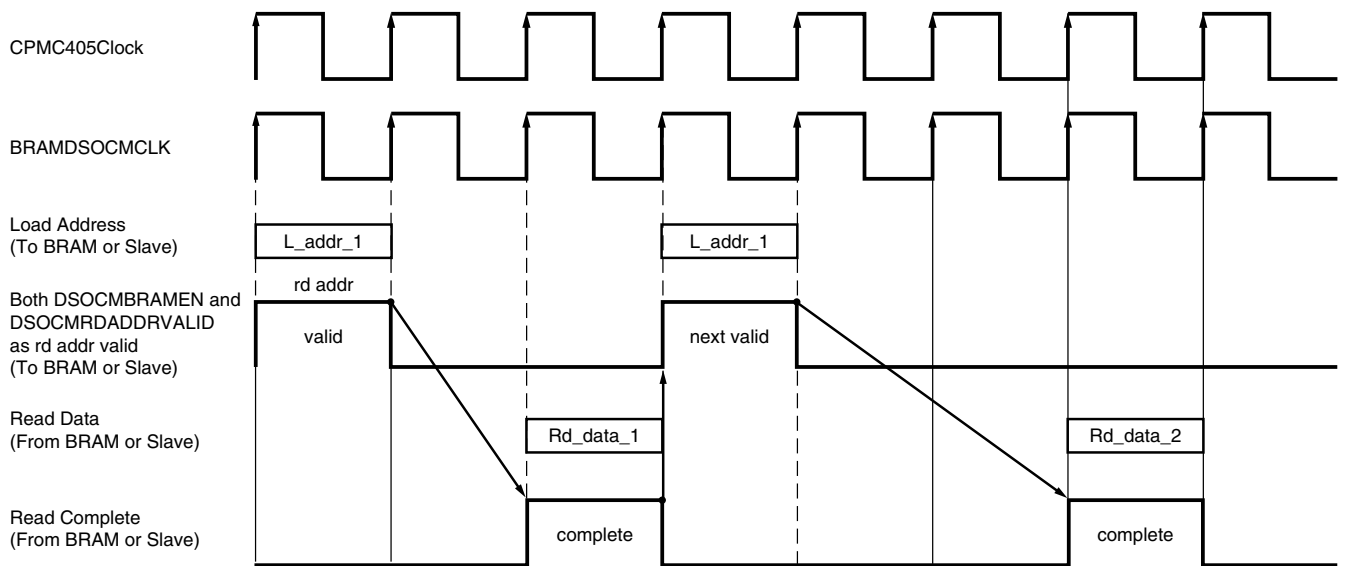 CPMC405Clock
BRAMDSOCMCLK
Load Address
(To BRAM or Slave)
L_addr_1
L_addr_1
rd addr
Both DSOCMBRAMEN and
DSOCMRDADDRVALID
as rd addr valid
(To BRAM or Slave)
valid
next valid
Read Data
(From BRAM or Slave)
Rd_data_1
Rd_data_2
Read Complete
(From BRAM or Slave)
complete
complete